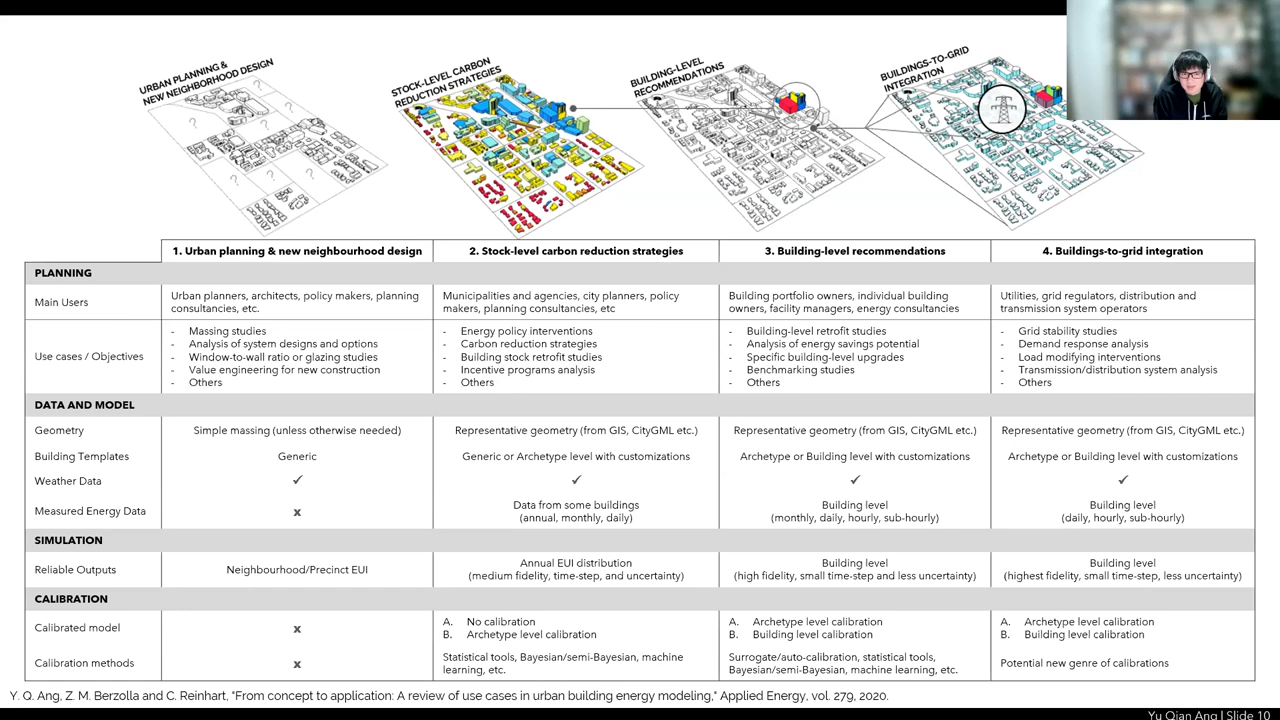 URBAN PLANNING &
NEW NEIGHBORHOOD DESIGN
STOCK-LEVEL CARBON
REDUCTION STRATEGIES
BUILDING-LEVEL
RECOMMENDATIONS
BUILDINGS-TO-GRID
INTEGRATION
?
?
?
?
?
?
1. Urban planning & new neighbourhood design
2. Stock-level carbon reduction strategies
3. Building-level recommendations
4. Buildings-to-grid integration
PLANNING
Main Users
Urban planners, architects, policy makers, planning
consultancies, etc.
Municipalities and agencies, city planners, policy
makers, planning consultancies, etc
Building portfolio owners, individual building
owners, facility managers, energy consultancies
Utilities, grid regulators, distribution and
transmission system operators
Use cases / Objectives
- Massing studies
- Analysis of system designs and options
- Window-to-wall ratio or glazing studies
- Value engineering for new construction
- Others
- Energy policy interventions
- Carbon reduction strategies
- Building stock retrofit studies
- Incentive programs analysis
- Others
- Building-level retrofit studies
- Analysis of energy savings potential
- Specific building-level upgrades
- Benchmarking studies
- Others
- Grid stability studies
- Demand response analysis
- Load modifying interventions
- Transmission/distribution system analysis
- Others
DATA AND MODEL
Geometry
Simple massing (unless otherwise needed)
Representative geometry (from GIS, CityGML etc.)
Representative geometry (from GIS, CityGML etc.)
Representative geometry (from GIS, CityGML etc.)
Building Templates
Generic
Generic or Archetype level with customizations
Archetype or Building level with customizations
Archetype or Building level with customizations
Weather Data
✓
✓
✓
✓
Measured Energy Data
x
Data from some buildings
(annual, monthly, daily)
Building level
(monthly, daily, hourly, sub-hourly)
Building level
(daily, hourly, sub-hourly)
SIMULATION
Reliable Outputs
Neighbourhood/Precinct EUI
Annual EUI distribution
(medium fidelity, time-step, and uncertainty)
Building level
(high fidelity, small time-step and less uncertainty)
Building level
(highest fidelity, small time-step, less uncertainty)
CALIBRATION
Calibrated model
x
A. No calibration
B. Archetype level calibration
A. Archetype level calibration
B. Building level calibration
A. Archetype level calibration
B. Building level calibration
Calibration methods
x
Statistical tools, Bayesian/semi-Bayesian, machine
learning, etc.
Surrogate/auto-calibration, statistical tools,
Bayesian/semi-Bayesian, machine learning, etc.
Potential new genre of calibrations
Y. Q. Ang, Z. M. Berzolla and C. Reinhart, "From concept to application: A review of use cases in urban building energy modeling," Applied Energy, vol. 279, 2020.
Yu Qian Ang | Slide 10